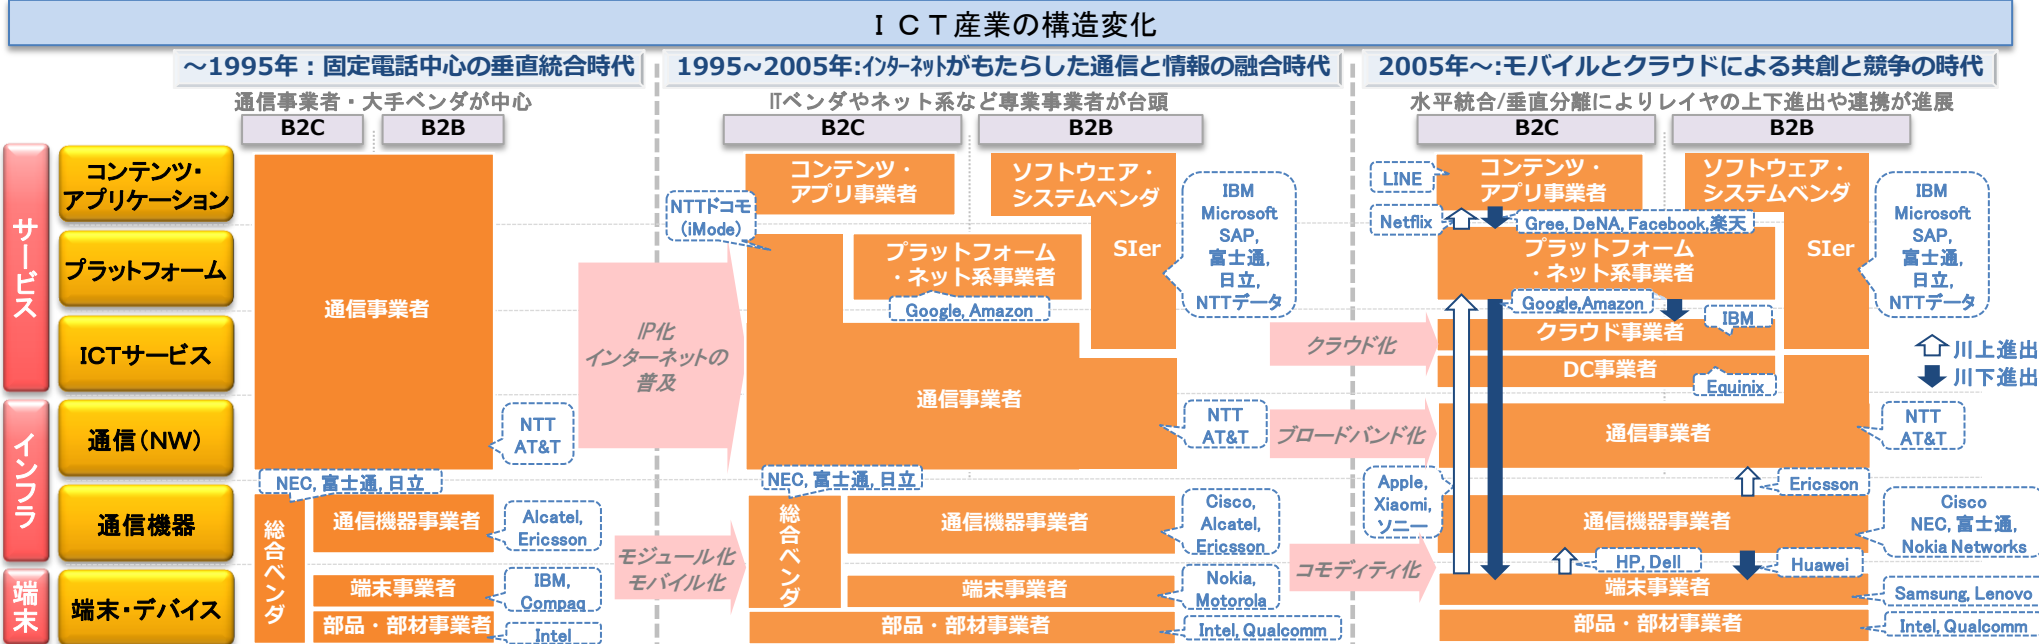 ＩＣＴ産業の構造変化
～1995年：固定電話中心の垂直統合時代
通信事業者・大手ベンダが中心
1995~2005年:ｲﾝﾀｰﾈｯﾄがもたらした通信と情報の融合時代
ITベンダやネット系など専業事業者が台頭
2005年～:モバイルとクラウドによる共創と競争の時代
水平統合/垂直分離によりレイヤの上下進出や連携が進展
サービス
インフラ
端末
コンテンツ・
アプリケーション
プラットフォーム
ICTサービス
通信（NW）
通信機器
端末・デバイス
B2C
B2B
通信事業者
NTT
AT&T
NEC, 富士通, 日立
総合ベンダ
通信機器事業者
Alcatel,
Ericsson
端末事業者
IBM,
Compaq
部品・部材事業者
Intel
IP化
インターネットの
普及
モジュール化
モバイル化
B2C
B2B
コンテンツ・
アプリ事業者
ソフトウェア・
システムベンダ
NTTドコモ
（iMode）
プラットフォーム
・ネット系事業者
Google, Amazon
SIer
IBM
Microsoft
SAP,
富士通,
日立,
NTTデータ
通信事業者
NTT
AT&T
NEC, 富士通, 日立
総合ベンダ
通信機器事業者
Cisco,
Alcatel,
Ericsson
端末事業者
Nokia,
Motorola
部品・部材事業者
Intel, Qualcomm
クラウド化
ブロードバンド化
コモディティ化
B2C
B2B
LINE
コンテンツ・
アプリ事業者
ソフトウェア・
システムベンダ
Netflix
Gree, DeNA, Facebook,楽天
プラットフォーム
・ネット系事業者
SIer
IBM
Microsoft
SAP,
富士通,
日立,
NTTデータ
Google,Amazon
IBM
クラウド事業者
DC事業者
Equinix
川上進出
川下進出
通信事業者
NTT
AT&T
Apple,
Xiaomi,
ソニー
Ericsson
通信機器事業者
Cisco
NEC, 富士通,
Nokia Networks
HP, Dell
Huawei
端末事業者
Samsung, Lenovo
部品・部材事業者
Intel, Qualcomm